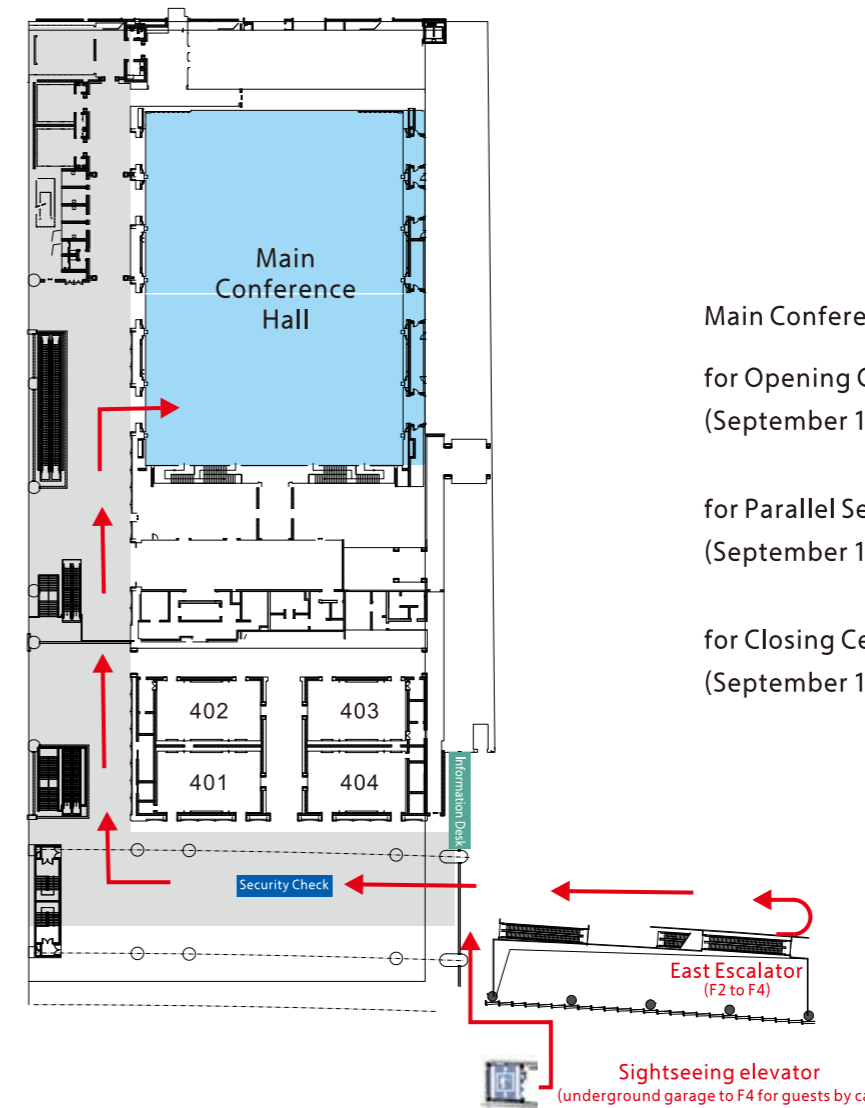 Main
Conference
Hall
Main Confere
for Opening C
(September 1
for Parallel Se
(September 1
for Closing Ce
(September 1
402
403
401
404
Information Desk
Security Check
East Escalator
(F2 to F4)
Sightseeing elevator
(underground garage to F4 for guests by ca